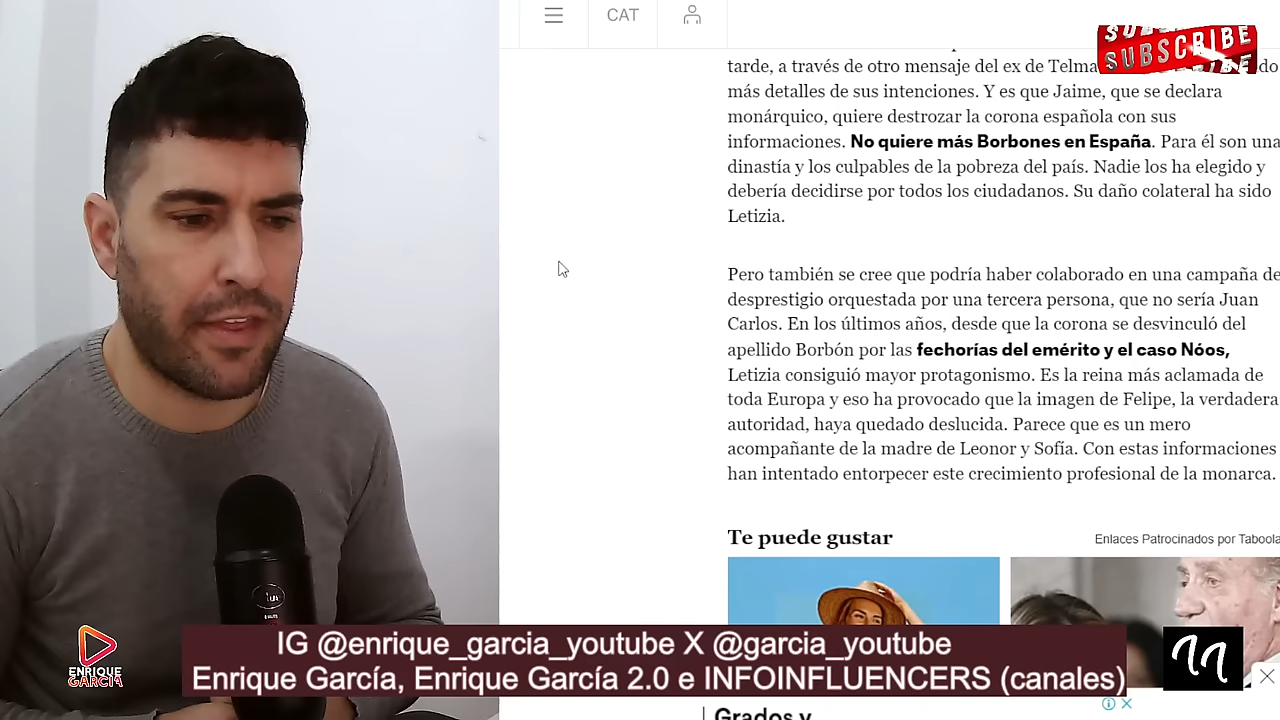 CAT
SUBSCRIBE
tarde, a través de otro mensaje del ex de Telma
más detalles de sus intenciones. Y es que Jaime, que se declara
monárquico, quiere destrozar la corona española con sus
informaciones. No quiere más Borbones en España. Para él son una
dinastía y los culpables de la pobreza del país. Nadie los ha elegido y
debería decidirse por todos los ciudadanos. Su daño colateral ha sido
Letizia.
Pero también se cree que podría haber colaborado en una campaña de
desprestigio orquestada por una tercera persona, que no sería Juan
Carlos. En los últimos años, desde que la corona se desvinculó del
apellido Borbón por las fechorías del emérito y el caso Nóos,
Letizia consiguió mayor protagonismo. Es la reina más aclamada de
toda Europa y eso ha provocado que la imagen de Felipe, la verdadera
autoridad, haya quedado deslucida. Parece que es un mero
acompañante de la madre de Leonor y Sofía. Con estas informaciones
han intentado entorpecer este crecimiento profesional de la monarca.
Te puede gustar
Enlaces Patrocinados por Taboola
IG @enrique_garcia_youtube X @garcia_youtube
Enrique García, Enrique García 2.0 e INFOINFLUENCERS (canales)
ENRIQUE
GARCÍA
Grados y